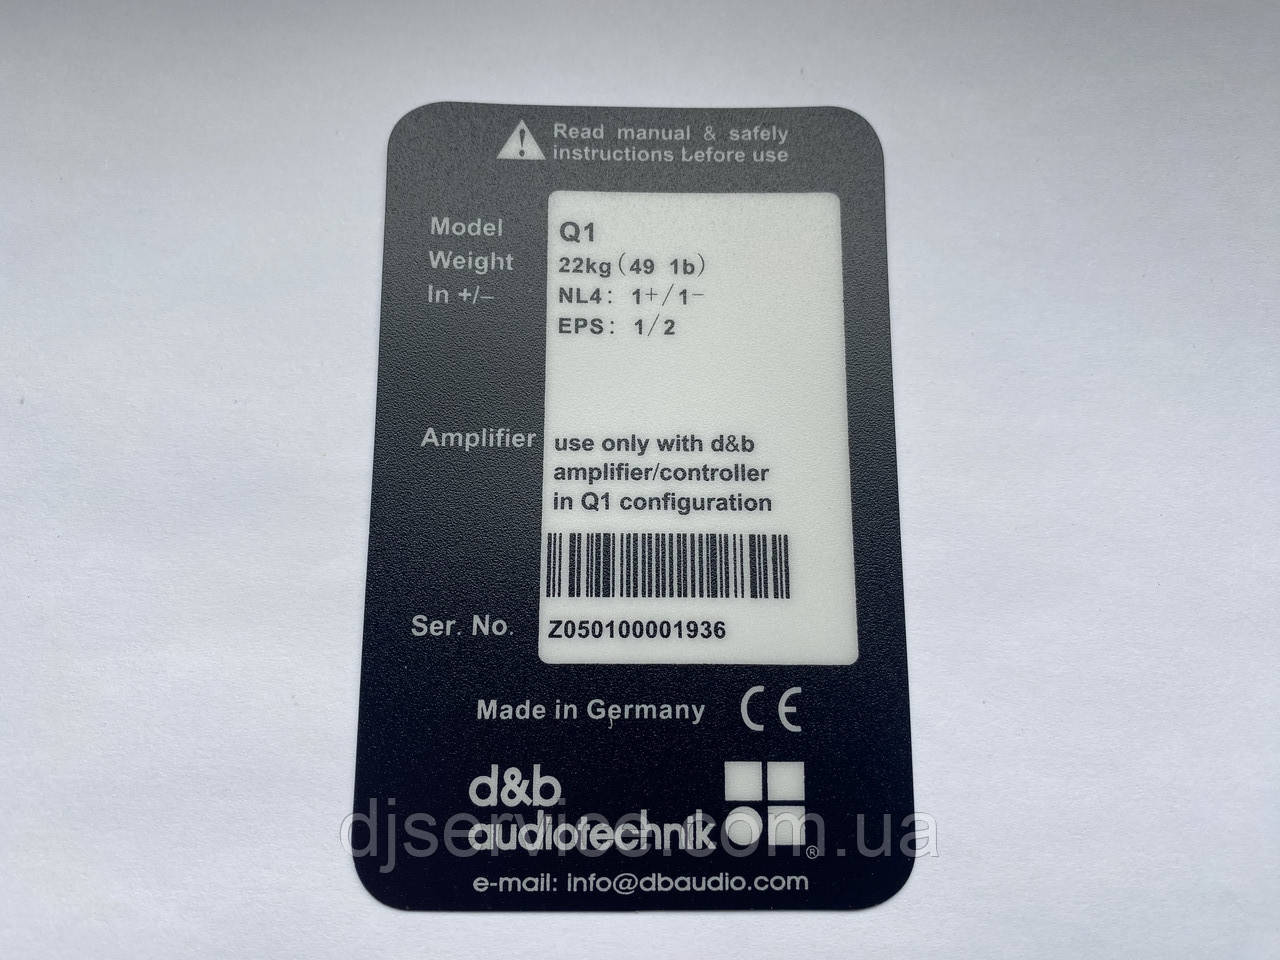 Read manual & safely
instructions Lefore use
Model Q1
Weight 22kg(49 1b)
In +/– NL4: 1+/1-
EPS: 1/2
Amplifier use only with d&b
amplifier/controller
in Q1 configuration
Ser. No. Z050100001936
Made in Germany CE
d&b
audiotechnik ®
djservice.com.ua
e-mail: info@dbaudio.com